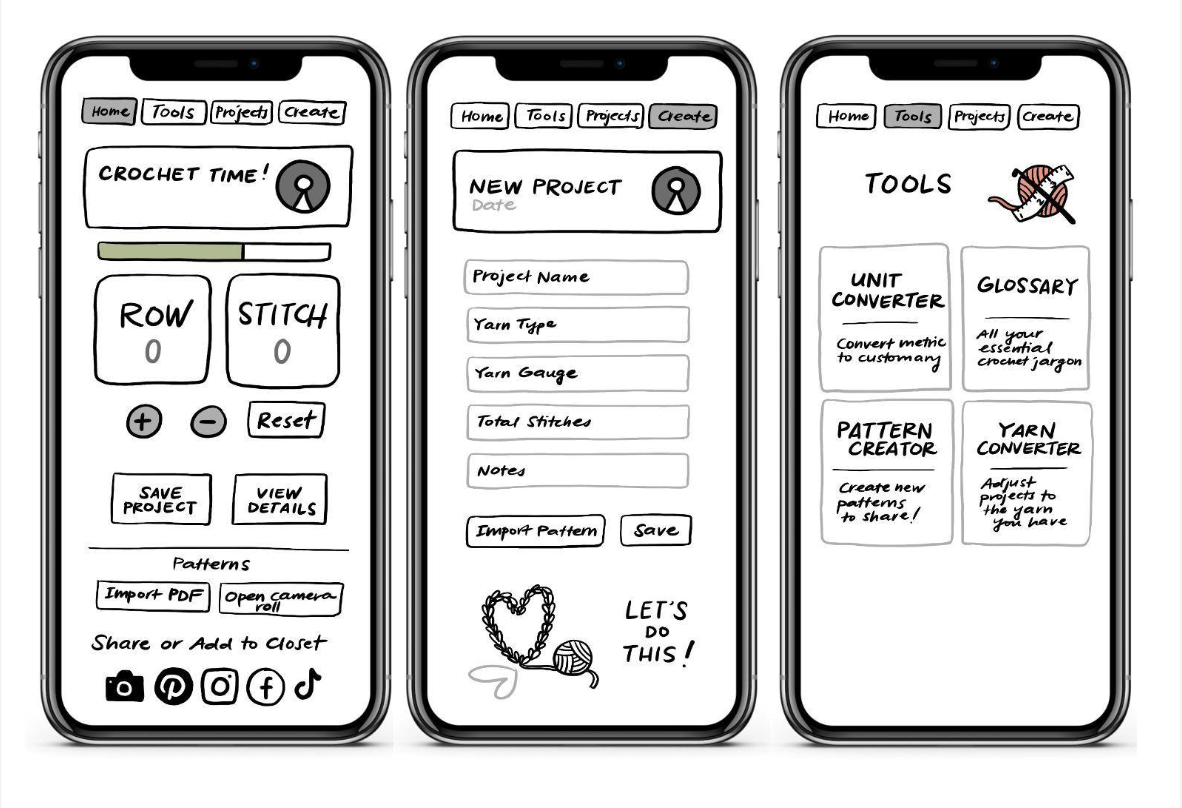 Home Tools Projects Create
CROCHET TIME!
ROW STITCH
0 0
+ - Reset
SAVE PROJECT
VIEW DETAILS
Patterns
Import PDF
Open camera roll
Share or Add to Closet
Home Tools Projects Create
NEW PROJECT
Date
Project Name
Yarn Type
Yarn Gauge
Total Stitches
Notes
Import Pattern Save
LET'S
DO
THIS!
Home Tools Projects Create
TOOLS
UNIT
CONVERTER
Convert metric
to customary
GLOSSARY
All your
essential
crochet jargon
PATTERN
CREATOR
Create new
patterns
to share!
YARN
CONVERTER
Adjust
projects to
the yarn
you have